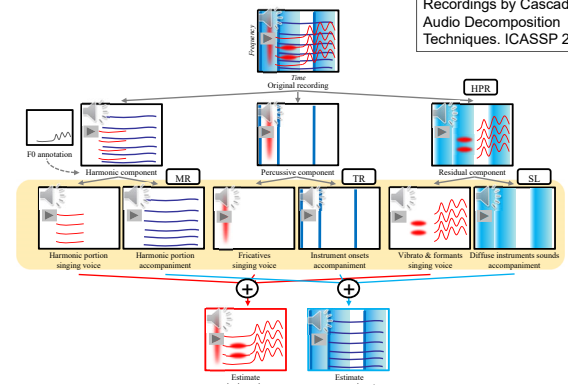 Recordings by Cascad
Audio Decomposition
Techniques. ICASSP 2
Frequency
Time
Original recording
HPR
F0 annotation
Harmonic component
Percussive component
Residual component
MR
TR
SL
Harmonic portion
singing voice
Harmonic portion
accompaniment
Fricatives
singing voice
Instrument onsets
accompaniment
Vibrato & formants
singing voice
Diffuse instruments sounds
accompaniment
+
+
Estimate
Estimate